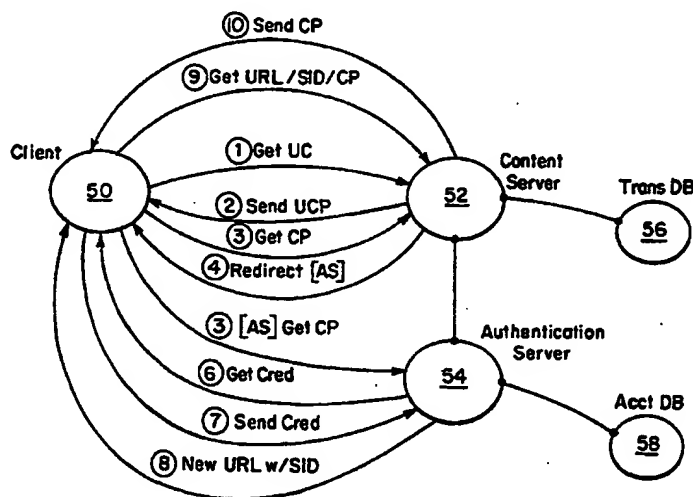 ⑩ Send CP
⑨ Get URL/SID/CP
Client
① Get UC
Content
Server
Trans DB
50
52
56
② Send UCP
③ Get CP
④ Redirect [AS]
③ [AS] Get CP
Authentication
Server
⑥ Get Cred
54
Acct DB
⑦ Send Cred
58
⑧ New URL w/SID